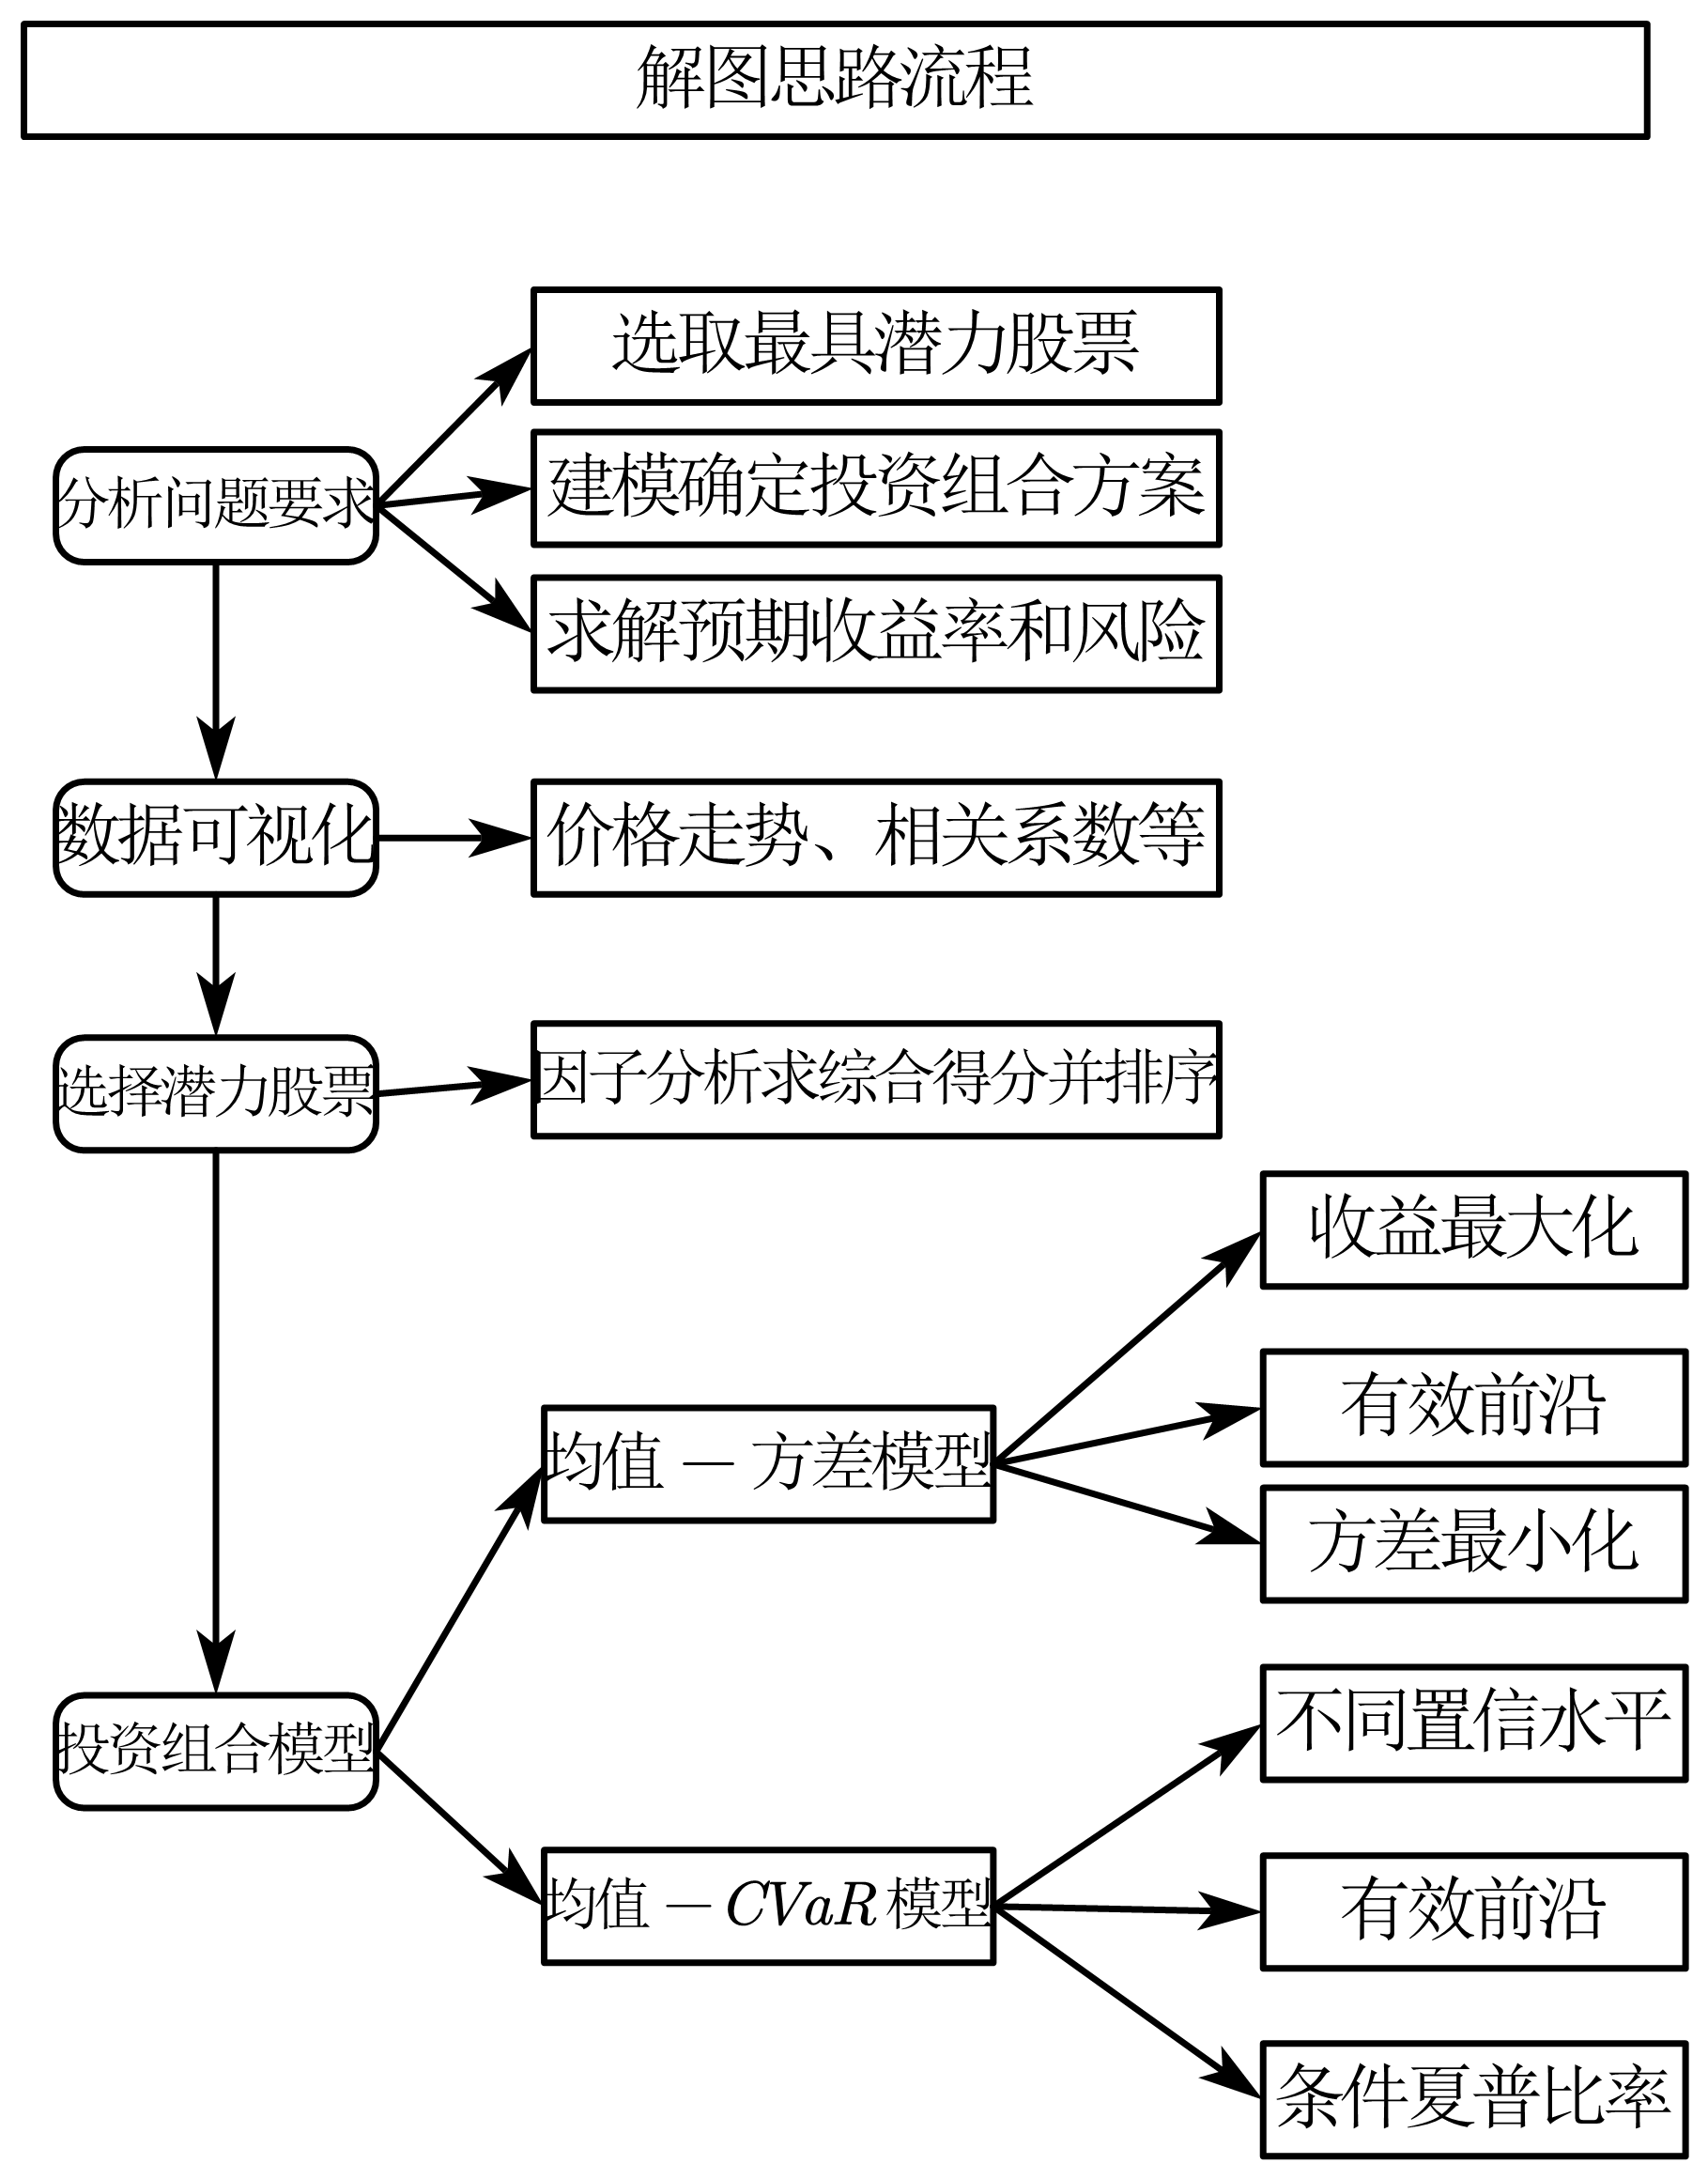 解图思路流程
选取最具潜力股票
建模确定投资组合方案
分析问题要求
求解预期收益率和风险
数据可视化
价格走势、相关系数等
选择潜力股票
因子分析求综合得分并排序
收益最大化
有效前沿
均值－方差模型
方差最小化
不同置信水平
投资组合模型
均值－CVaR模型
有效前沿
条件夏普比率